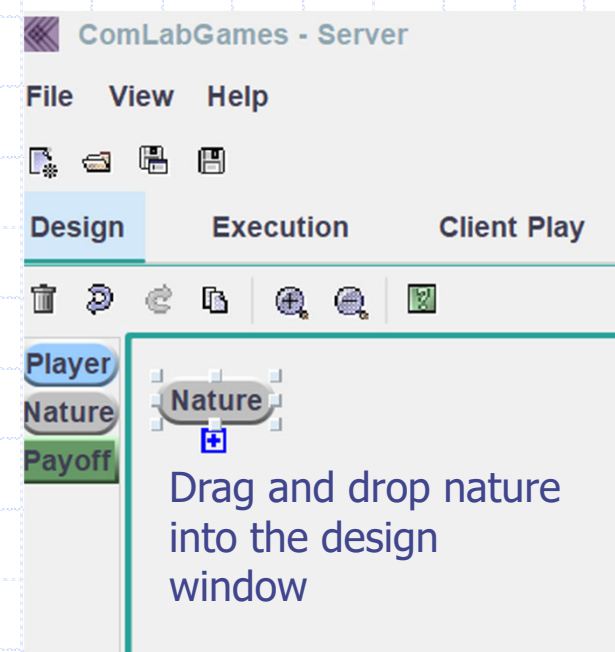 ComLabGames - Server
File View Help
Design Execution Client Play
Player
Nature
Payoff
Nature
Drag and drop nature
into the design
window